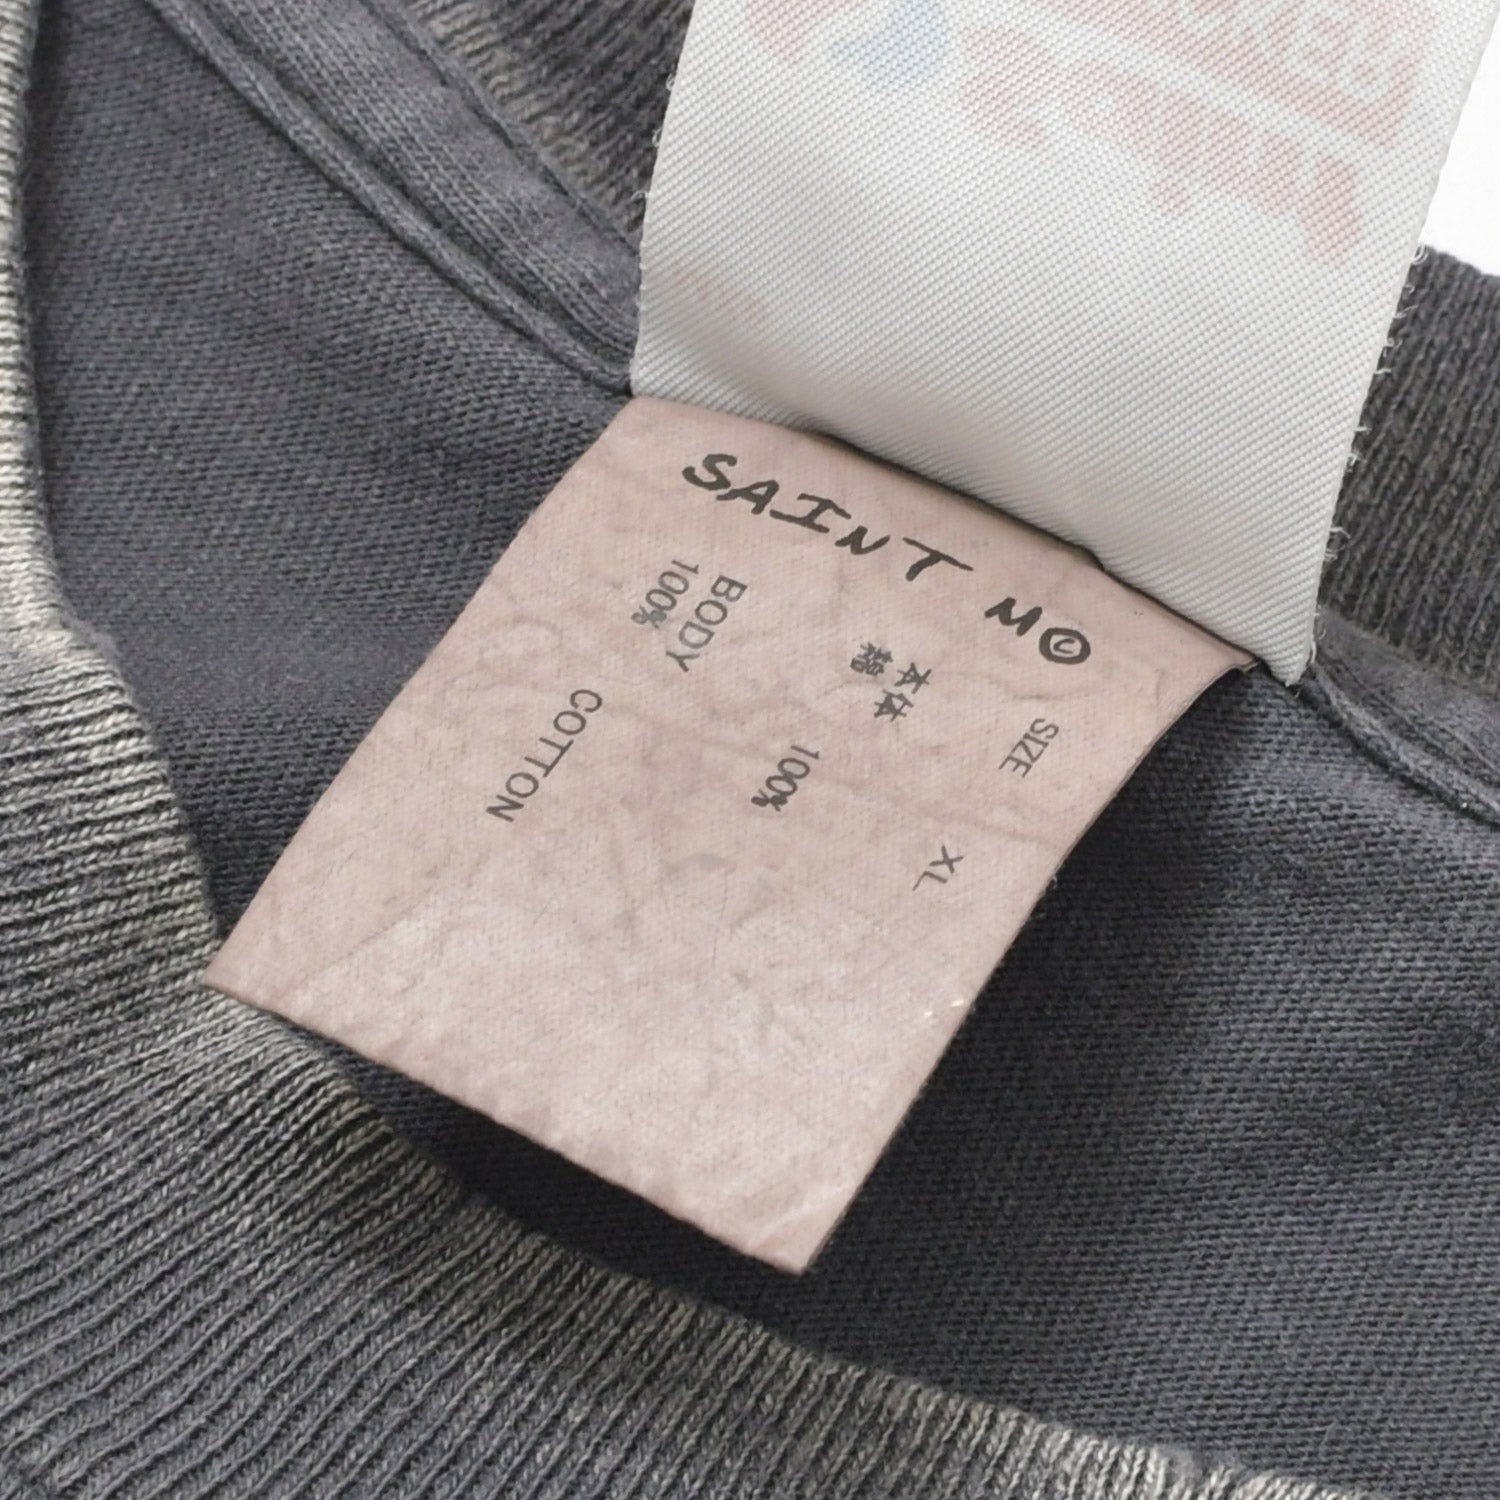 SAINT M©
SIZE XL
本体
綿 100%
BODY
100% COTTON